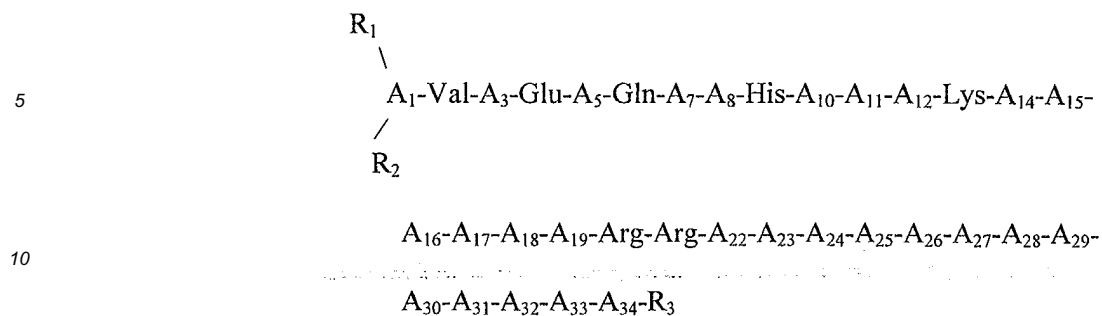 R₁
\
5 A₁-Val-A₃-Glu-A₅-Gln-A₇-A₈-His-A₁₀-A₁₁-A₁₂-Lys-A₁₄-A₁₅-
/
R₂
A₁₆-A₁₇-A₁₈-A₁₉-Arg-Arg-A₂₂-A₂₃-A₂₄-A₂₅-A₂₆-A₂₇-A₂₈-A₂₉-
10
A₃₀-A₃₁-A₃₂-A₃₃-A₃₄-R₃